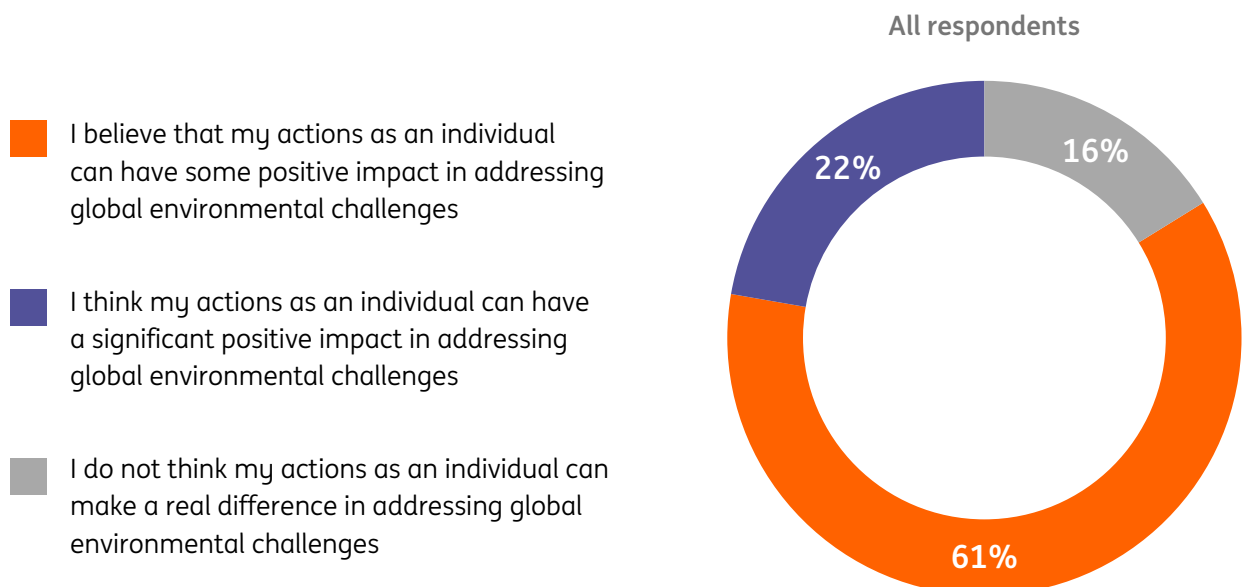 All respondents
I believe that my actions as an individual
can have some positive impact in addressing
global environmental challenges
I think my actions as an individual can have
a significant positive impact in addressing
global environmental challenges
I do not think my actions as an individual can
make a real difference in addressing global
environmental challenges
22%
16%
61%